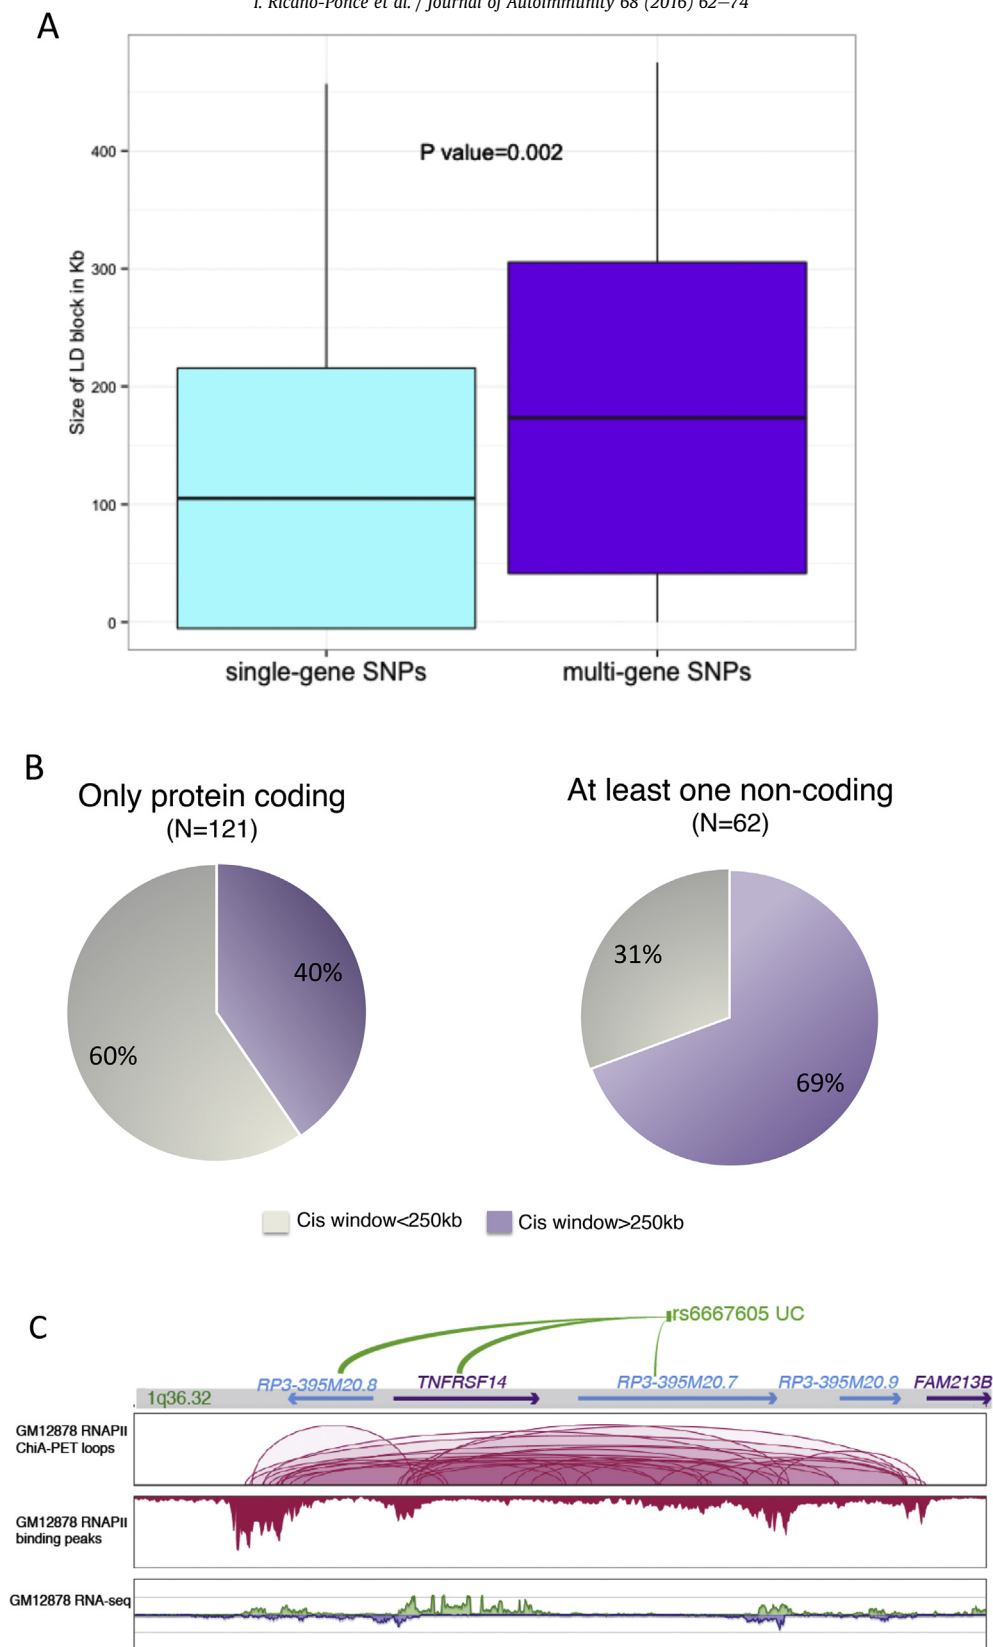 I. Ricaño-Ponce et al. / Journal of Autoimmunity 68 (2016) 62–74
A
P value=0.002
Size of LD block in Kb
400
300
200
100
0
single-gene SNPs
multi-gene SNPs
B
Only protein coding
(N=121)
At least one non-coding
(N=62)
40%
60%
31%
69%
Cis window<250kb
Cis window>250kb
C
rs6667605 UC
1q36.32
RP3-395M20.8
TNFRSF14
RP3-395M20.7
RP3-395M20.9
FAM213B
GM12878 RNAPII
ChiA-PET loops
GM12878 RNAPII
binding peaks
GM12878 RNA-seq